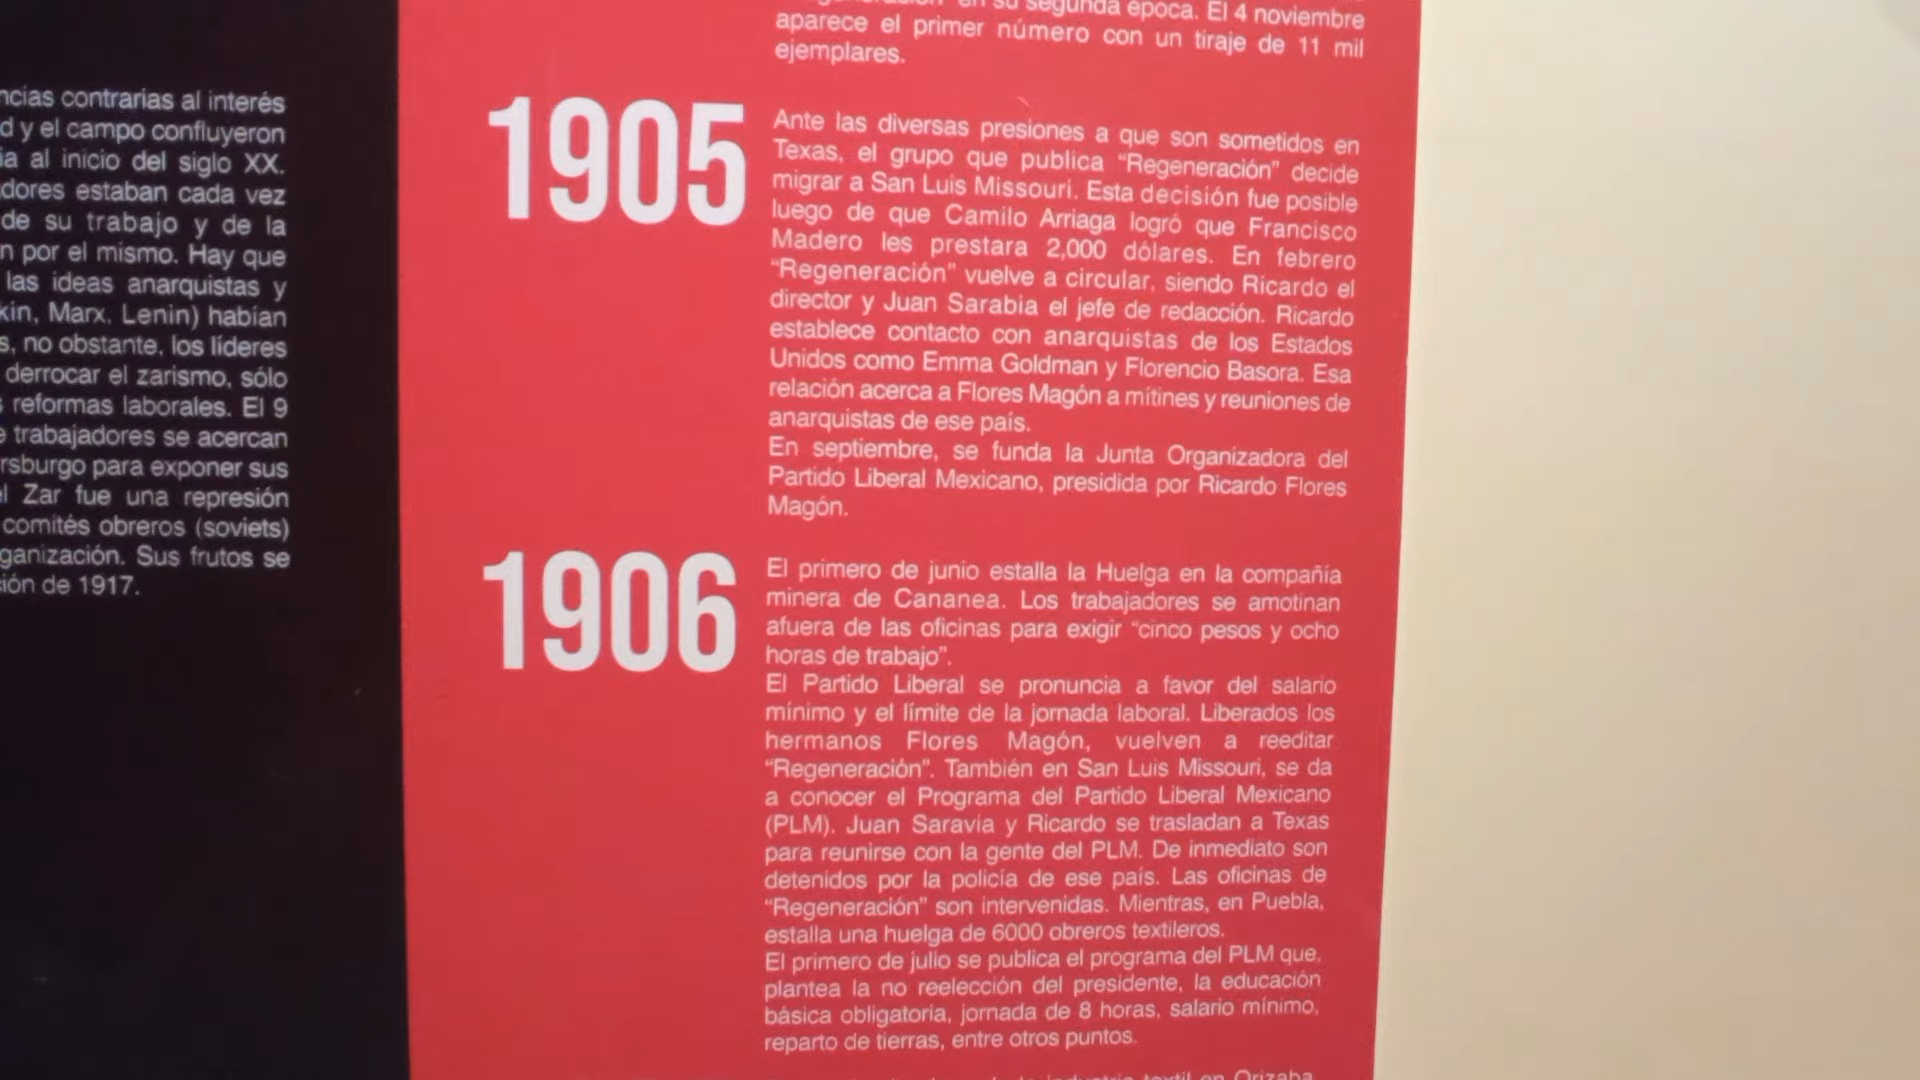 ncias contrarias al interés
d y el campo confluyeron
ia al inicio del siglo XX.
dores estaban cada vez
de su trabajo y de la
n por el mismo. Hay que
las ideas anarquistas y
kin, Marx. Lenin) habían
s, no obstante, los líderes
derrocar el zarismo, sólo
s reformas laborales. El 9
e trabajadores se acercan
rsburgo para exponer sus
el Zar fue una represión
comités obreros (soviets)
ganización. Sus frutos se
ción de 1917.
en su segunda época. El 4 noviembre
aparece el primer número con un tiraje de 11 mil
ejemplares.
1905
Ante las diversas presiones a que son sometidos en
Texas, el grupo que publica “Regeneración” decide
migrar a San Luis Missouri. Esta decisión fue posible
luego de que Camilo Arriaga logró que Francisco
Madero les prestara 2,000 dólares. En febrero
“Regeneración” vuelve a circular, siendo Ricardo el
director y Juan Sarabia el jefe de redacción. Ricardo
establece contacto con anarquistas de los Estados
Unidos como Emma Goldman y Florencio Basora. Esa
relación acerca a Flores Magón a mítines y reuniones de
anarquistas de ese país.
En septiembre, se funda la Junta Organizadora del
Partido Liberal Mexicano, presidida por Ricardo Flores
Magón.
1906
El primero de junio estalla la Huelga en la compañía
minera de Cananea. Los trabajadores se amotinan
afuera de las oficinas para exigir “cinco pesos y ocho
horas de trabajo”.
El Partido Liberal se pronuncia a favor del salario
mínimo y el límite de la jornada laboral. Liberados los
hermanos Flores Magón, vuelven a reeditar
“Regeneración”. También en San Luis Missouri, se da
a conocer el Programa del Partido Liberal Mexicano
(PLM). Juan Saravia y Ricardo se trasladan a Texas
para reunirse con la gente del PLM. De inmediato son
detenidos por la policía de ese país. Las oficinas de
“Regeneración” son intervenidas. Mientras, en Puebla,
estalla una huelga de 6000 obreros textileros.
El primero de julio se publica el programa del PLM que,
plantea la no reelección del presidente, la educación
básica obligatoria, jornada de 8 horas, salario mínimo,
reparto de tierras, entre otros puntos.
industria textil en Orizaba